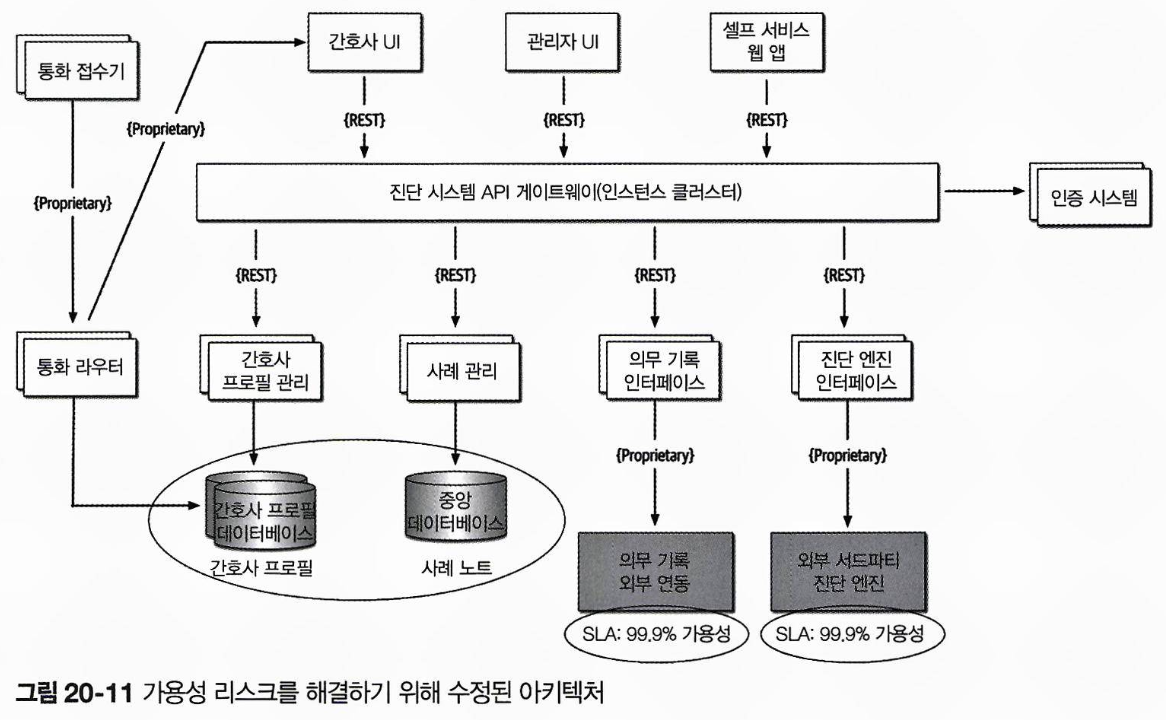 통화 접수기
간호사 UI
관리자 UI
셀프 서비스
웹 앱
{Proprietary}
{REST}
{REST}
{REST}
{Proprietary}
진단 시스템 API 게이트웨이(인스턴스 클러스터)
인증 시스템
{REST}
{REST}
{REST}
{REST}
통화 라우터
간호사
프로필 관리
사례 관리
의무 기록
인터페이스
진단 엔진
인터페이스
{Proprietary}
{Proprietary}
간호사 프로필
데이터베이스
중앙
데이터베이스
간호사 프로필
사례 노트
의무 기록
외부 연동
외부 서드파티
진단 엔진
SLA: 99.9% 가용성
SLA: 99.9% 가용성
그림 20-11 가용성 리스크를 해결하기 위해 수정된 아키텍처